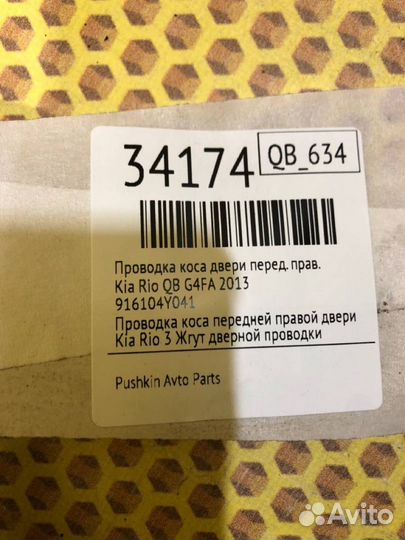 34174
QB_634
Проводка коса двери перед. прав.
Kia Rio QB G4FA 2013
916104Y041
Проводка коса передней правой двери
Kia Rio 3 Жгут дверной проводки
Pushkin Avto Parts
Avito